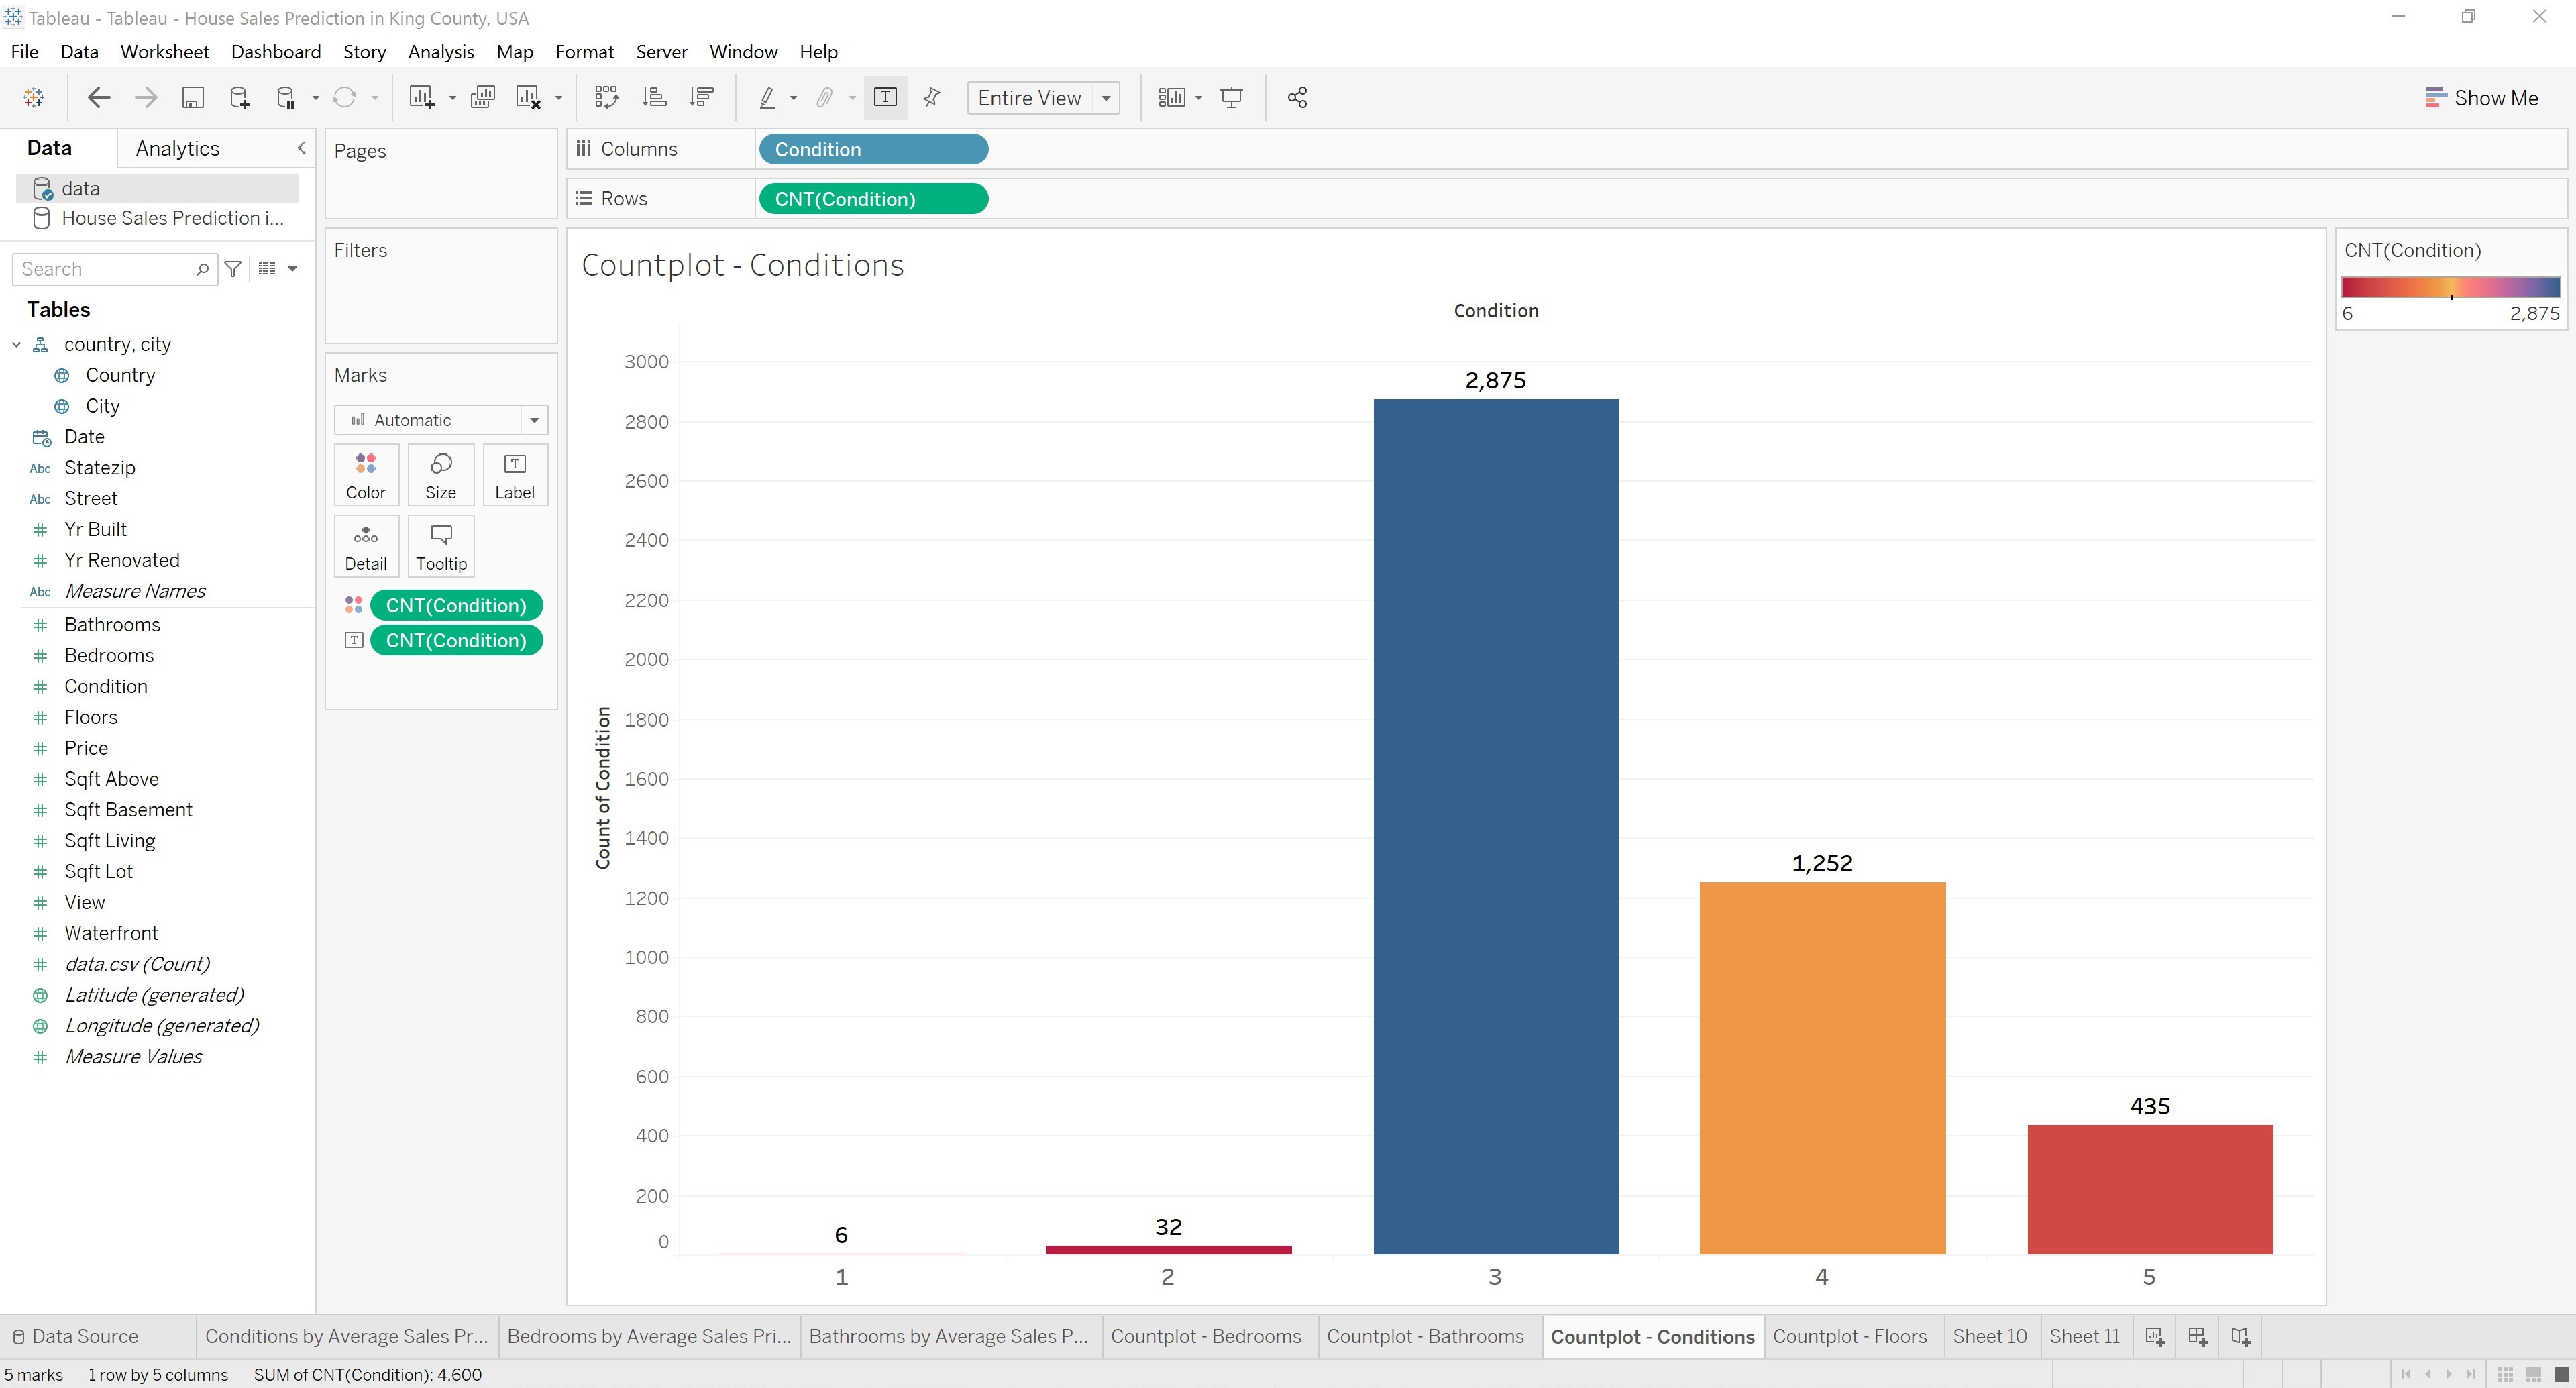 Tableau - Tableau - House Sales Prediction in King County, USA
File Data Worksheet Dashboard Story Analysis Map Format Server Window Help
Entire View
Show Me
Data Analytics
data
House Sales Prediction i...
Search
Tables
country, city
Country
City
Date
Abc Statezip
Abc Street
Yr Built
Yr Renovated
Abc Measure Names
Bathrooms
Bedrooms
Condition
Floors
Price
Sqft Above
Sqft Basement
Sqft Living
Sqft Lot
View
Waterfront
data.csv (Count)
Latitude (generated)
Longitude (generated)
Measure Values
Pages
Filters
Marks
Automatic
Color Size Label
Detail Tooltip
CNT(Condition)
CNT(Condition)
Columns Condition
Rows CNT(Condition)
Countplot - Conditions
Condition
Count of Condition
3000
2800
2600
2400
2200
2000
1800
1600
1400
1200
1000
800
600
400
200
0
6
32
2,875
1,252
435
1 2 3 4 5
CNT(Condition)
6 2,875
Data Source Conditions by Average Sales Pr... Bedrooms by Average Sales Pri... Bathrooms by Average Sales P... Countplot - Bedrooms Countplot - Bathrooms Countplot - Conditions Countplot - Floors Sheet 10 Sheet 11
5 marks 1 row by 5 columns SUM of CNT(Condition): 4,600